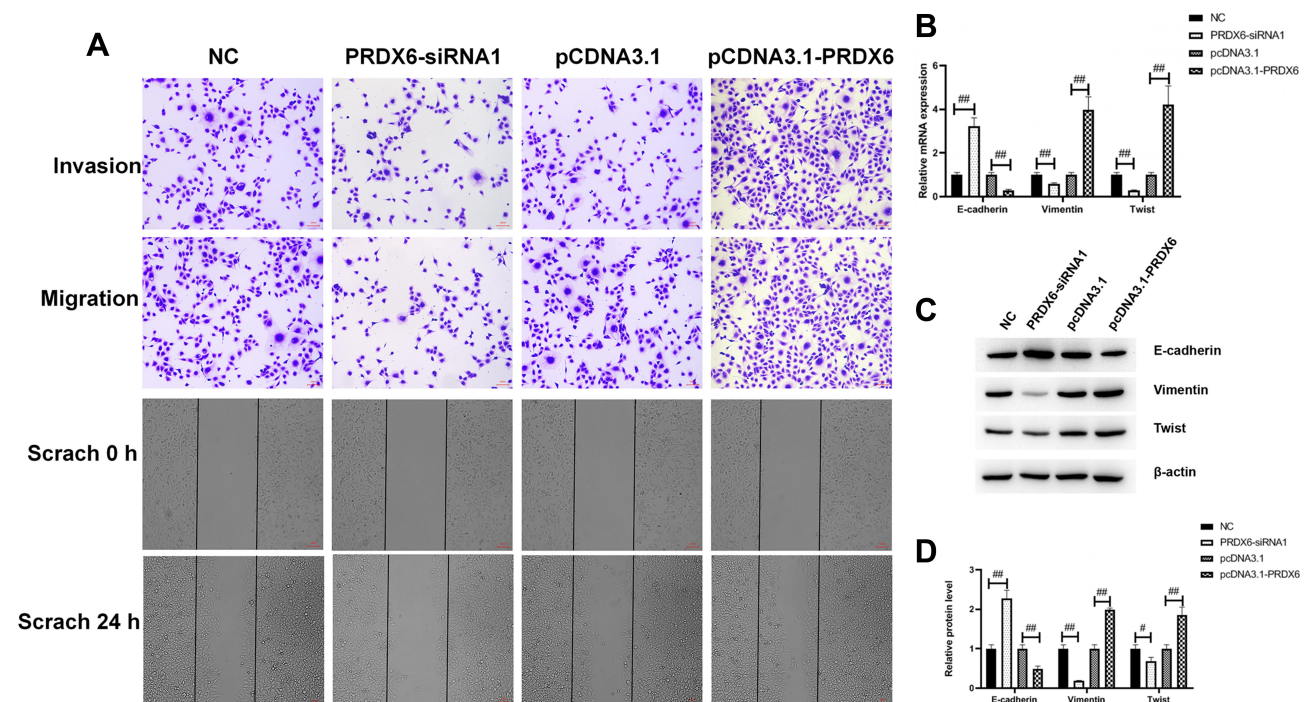 A
NC
PRDX6-siRNA1
pCDNA3.1
pCDNA3.1-PRDX6
Invasion
Migration
Scrach 0 h
Scrach 24 h
B
NC
PRDX6-siRNA1
pcDNA3.1
pcDNA3.1-PRDX6
Relative mRNA expression
6
4
2
0
##
##
##
##
##
##
E-cadherin
Vimentin
Twist
C
NC
PRDX6-siRNA1
pcDNA3.1
pcDNA3.1-PRDX6
E-cadherin
Vimentin
Twist
β-actin
D
NC
PRDX6-siRNA1
pcDNA3.1
pcDNA3.1-PRDX6
Relative protein level
3
2
1
0
##
##
##
##
#
##
E-cadherin
Vimentin
Twist